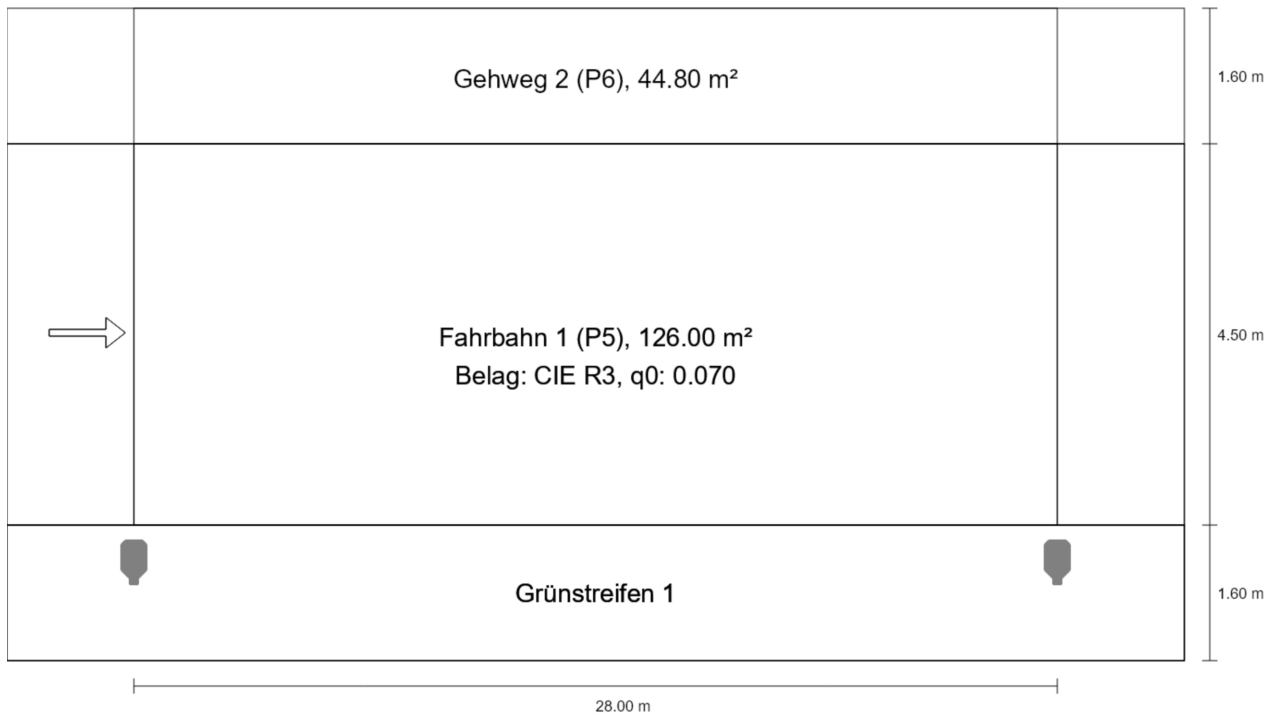 Gehweg 2 (P6), 44.80 m²
1.60 m
Fahrbahn 1 (P5), 126.00 m²
Belag: CIE R3, q0: 0.070
4.50 m
Grünstreifen 1
1.60 m
28.00 m